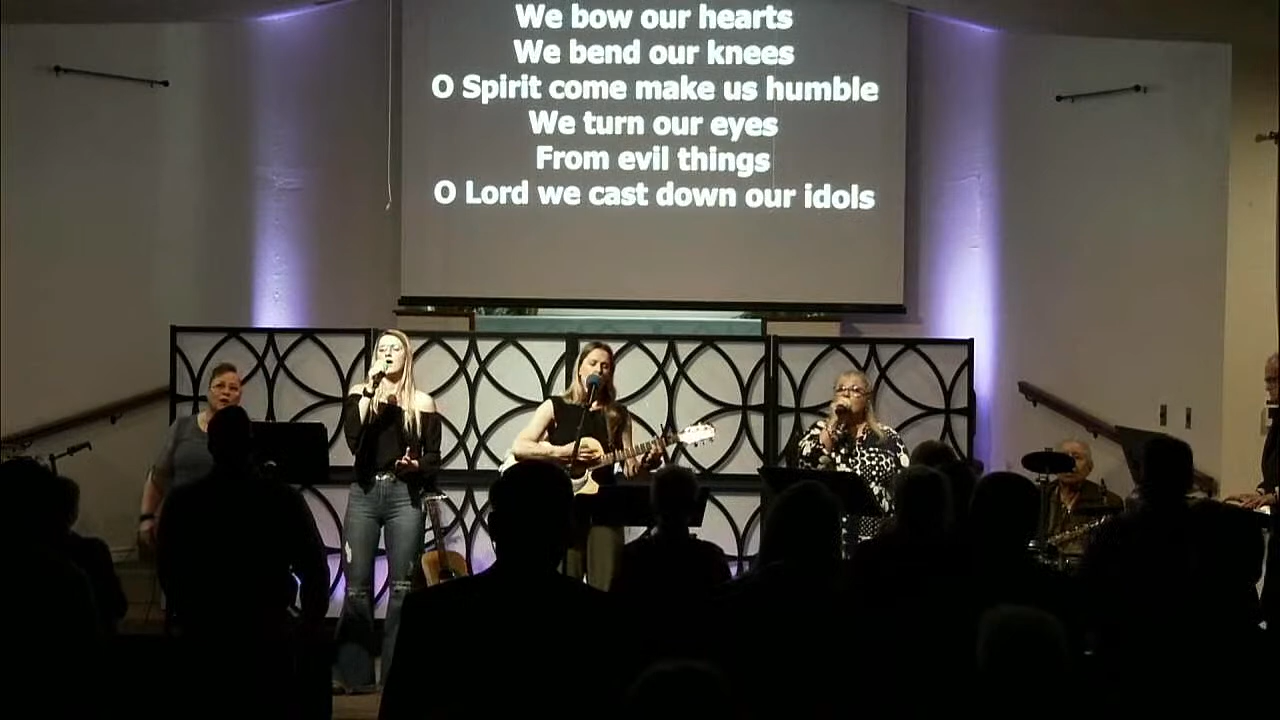 We bow our hearts
We bend our knees
O Spirit come make us humble
We turn our eyes
From evil things
O Lord we cast down our idols